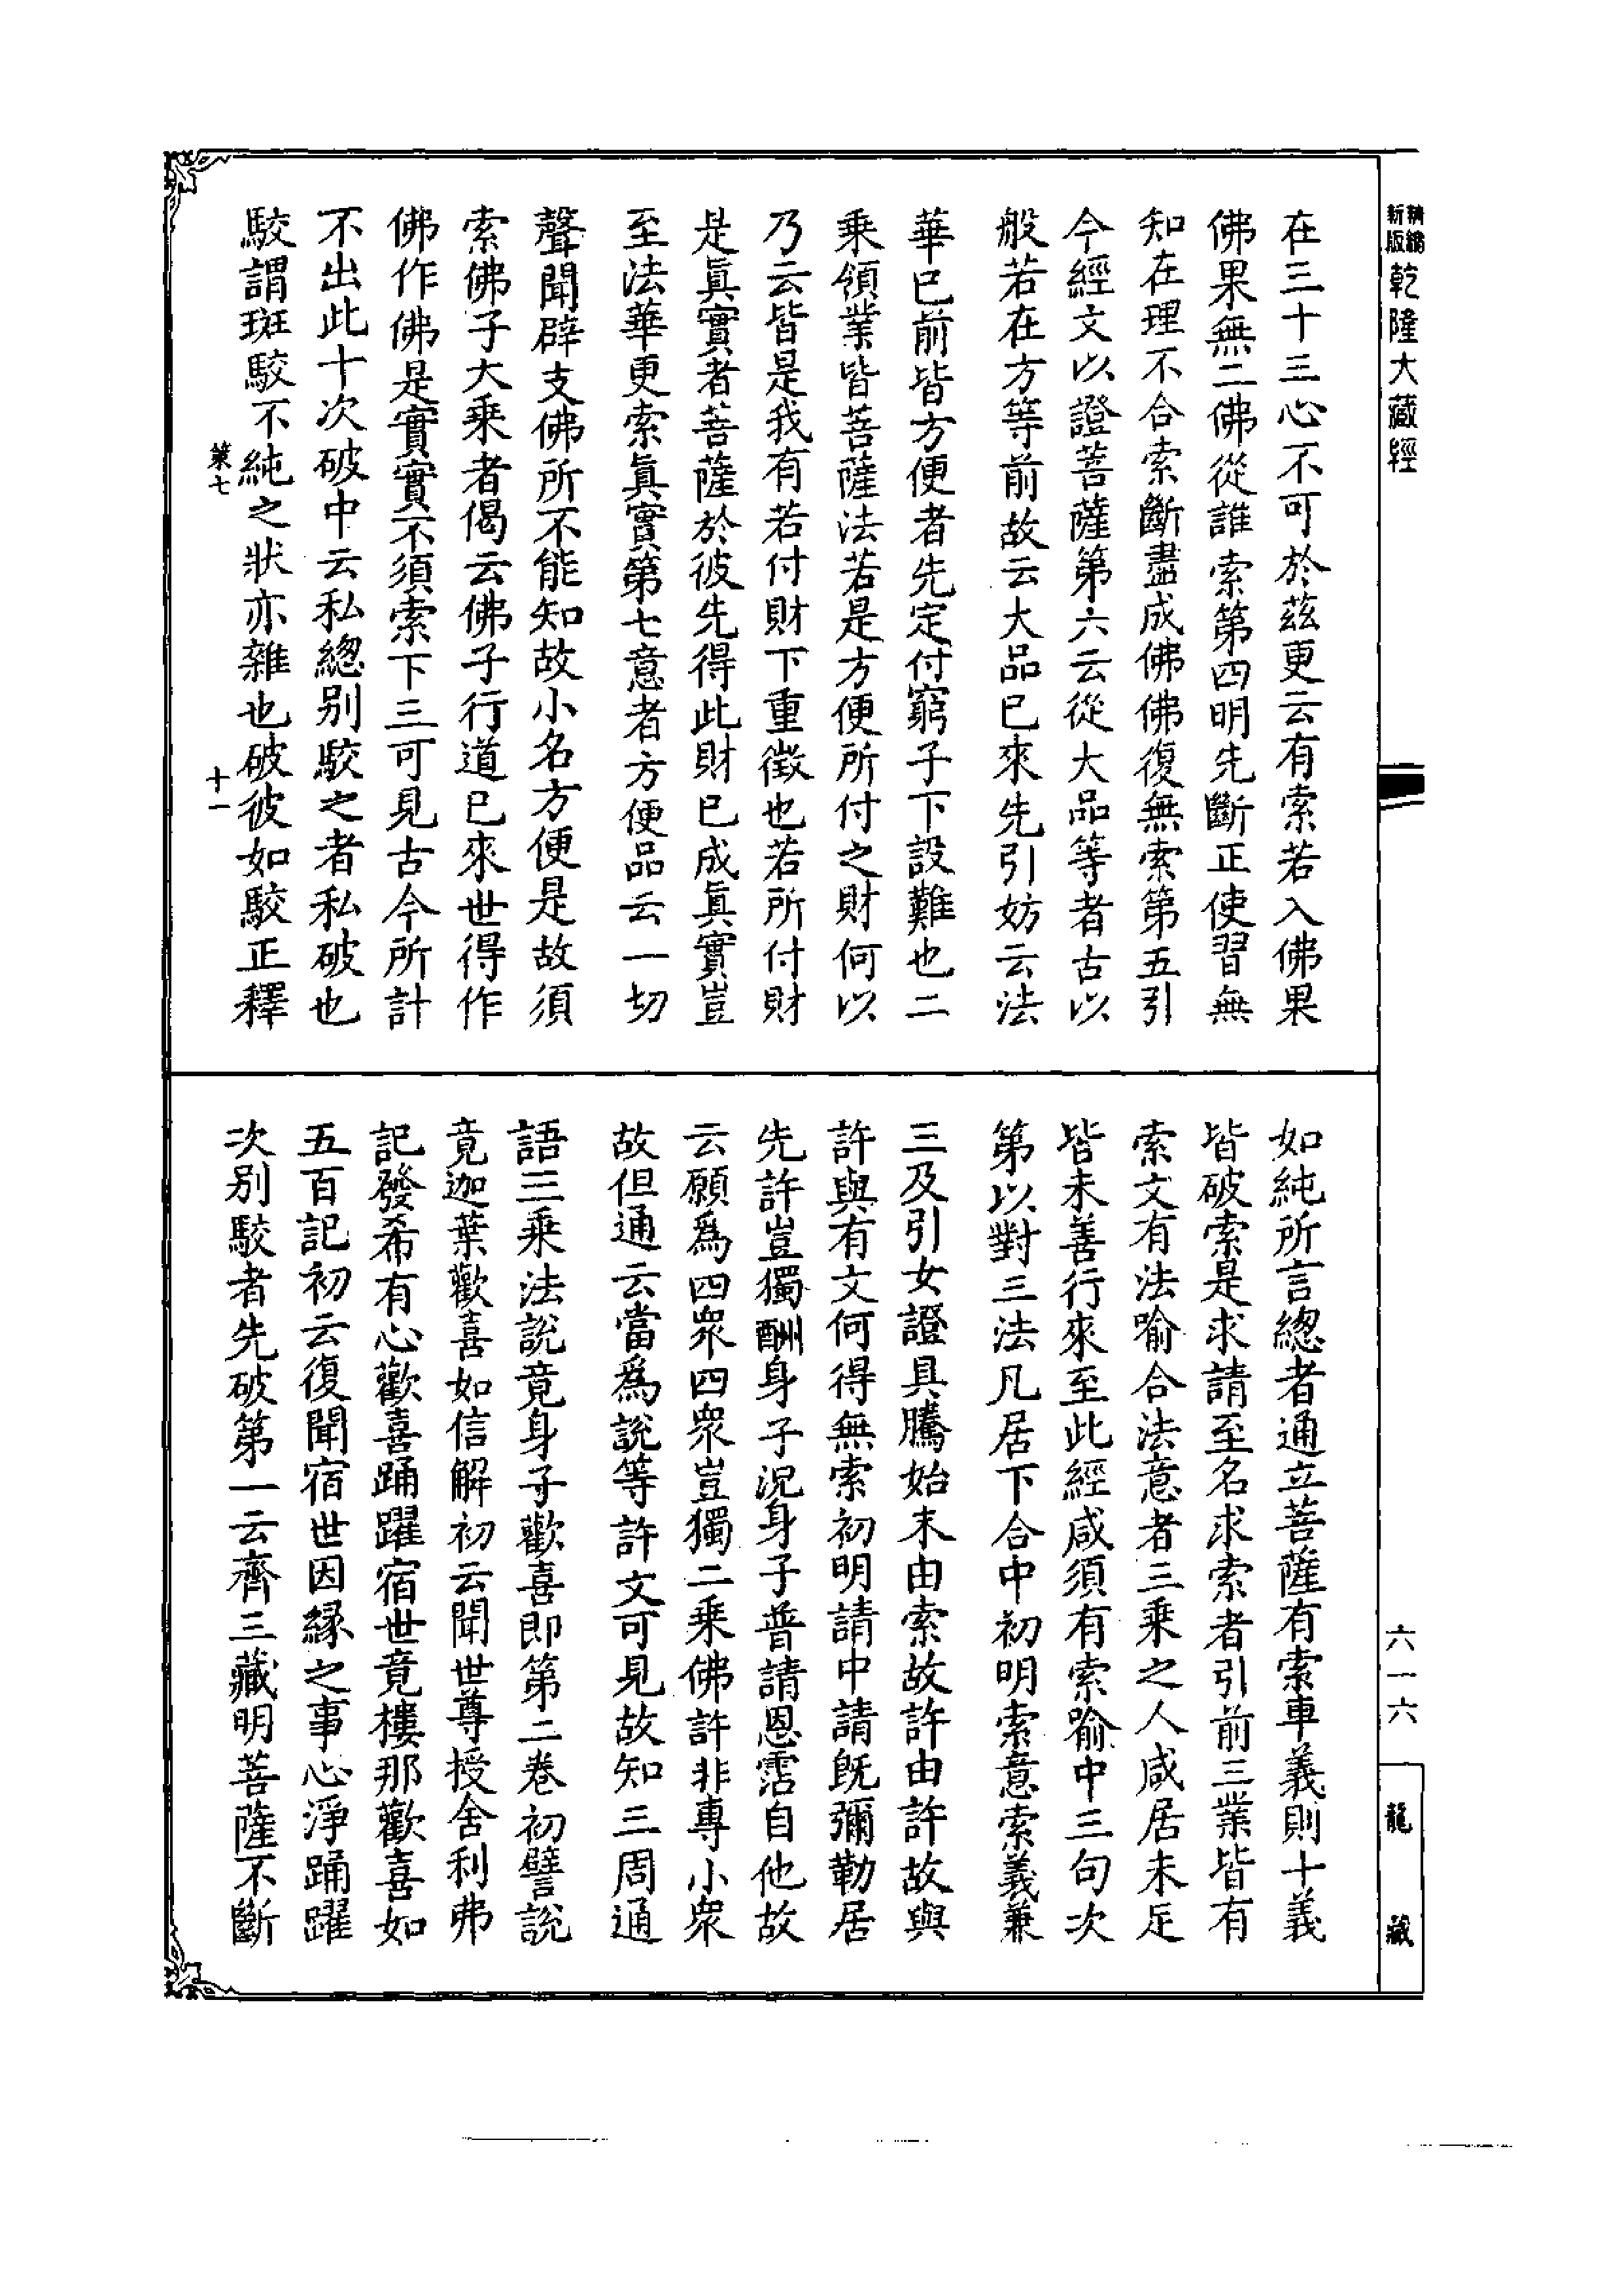 新編
新版
乾隆大藏經
在三十三心不可於茲更云有索若入佛果
佛果無二佛從誰索第四明先斷正使習無
知在理不合索斷盡成佛佛復無索第五引
今經文以證菩薩第六云從大品等者古以
般若在方等前故云大品已來先引妨云法
華已前皆方便者先定付窮子下設難也二
乘領業皆菩薩法若是方便所付之財何以
乃云皆是我有若付財下重徵也若所付財
是眞實者菩薩於彼先得此財已成眞實豈
至法華更索眞實第七意者方便品云一切
聲聞辟支佛所不能知故小名方便是故須
索佛子大乘者偈云佛子行道已來世得作
佛作佛是實實不須索下三可見古今所計
不出此十次破中云私總別駮之者私破也
駮謂斑駮不純之狀亦雜也破彼如駮正釋
策七
十一
如純所言總者通立菩薩有索車義則十義
皆破索是求請至名求索者引前三業皆有
索文有法喻合法意者三乘之人咸居未足
皆未善行來至此經咸須有索喻中三句次
第以對三法凡居下合中初明索意索義兼
三及引女證具騰始末由索故許由許故與
許與有文何得無索初明請中請旣彌勒居
先許豈獨酬身子況身子普請恩霑自他故
云願爲四眾四眾豈獨二乘佛許非專小眾
故但通云當爲說等許文可見故知三周通
語三乘法說竟身子歡喜即第二卷初譬說
竟迦葉歡喜如信解初云聞世尊授舍利弗
記發希有心歡喜踊躍宿世竟樓那歡喜如
五百記初云復聞宿世因緣之事心淨踊躍
次別駮者先破第一云齊三藏明菩薩不斷
六一六
龍藏